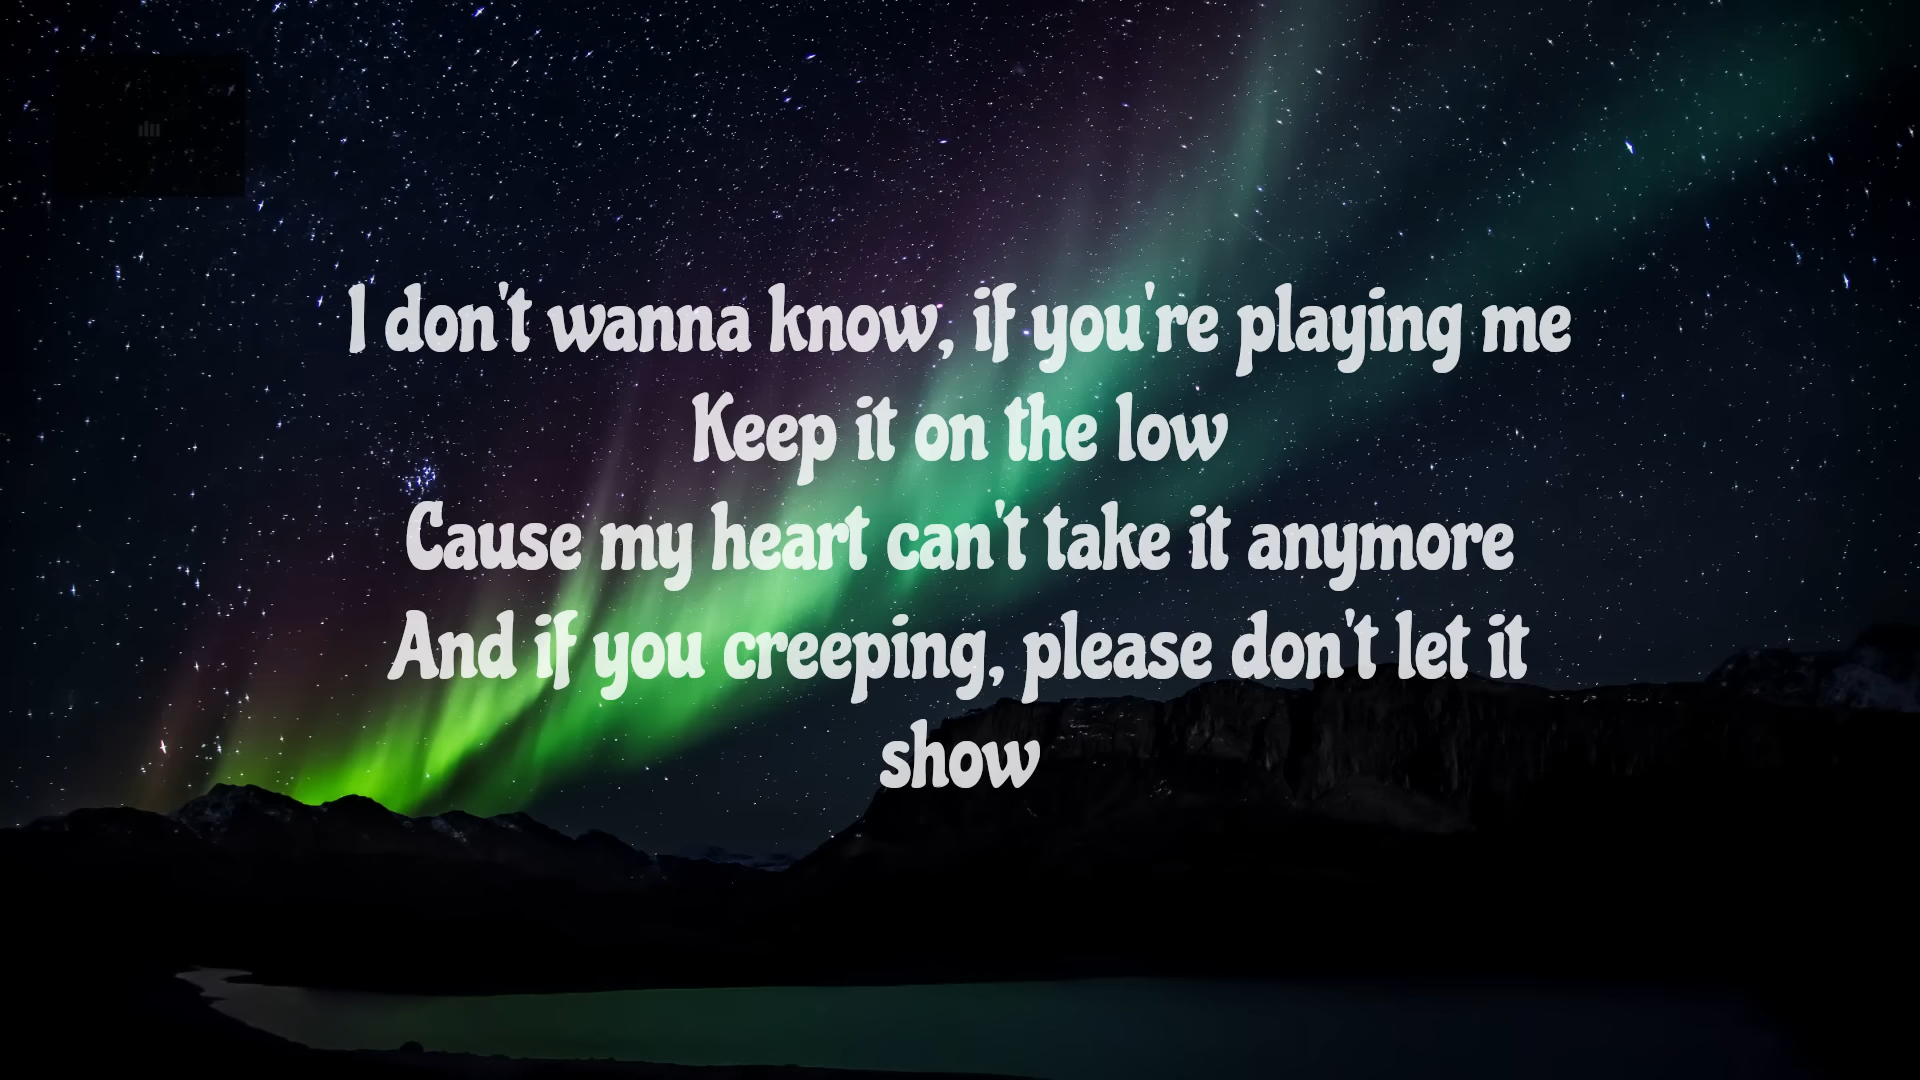 I don't wanna know, if you're playing me
Keep it on the low
Cause my heart can't take it anymore
And if you creeping, please don't let it
show